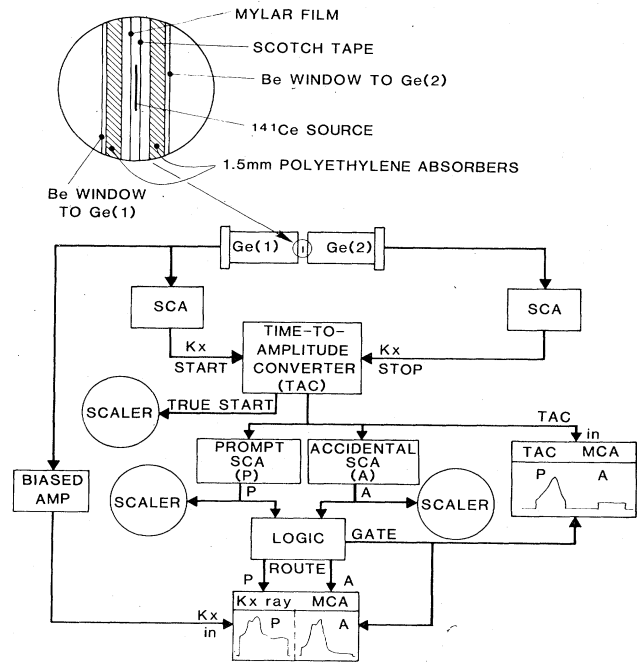 MYLAR FILM
SCOTCH TAPE
Be WINDOW TO Ge(2)
141Ce SOURCE
1.5mm POLYETHYLENE ABSORBERS
Be WINDOW
TO Ge(1)
Ge(1)
Ge(2)
SCA
SCA
TIME-TO-
AMPLITUDE
CONVERTER
(TAC)
Kx
START
Kx
STOP
SCALER
TRUE START
TAC
in
PROMPT
SCA
(P)
ACCIDENTAL
SCA
(A)
TAC MCA
P A
BIASED
AMP
SCALER
P
A
SCALER
LOGIC
GATE
ROUTE
P A
Kx
in
Kx ray MCA
P A